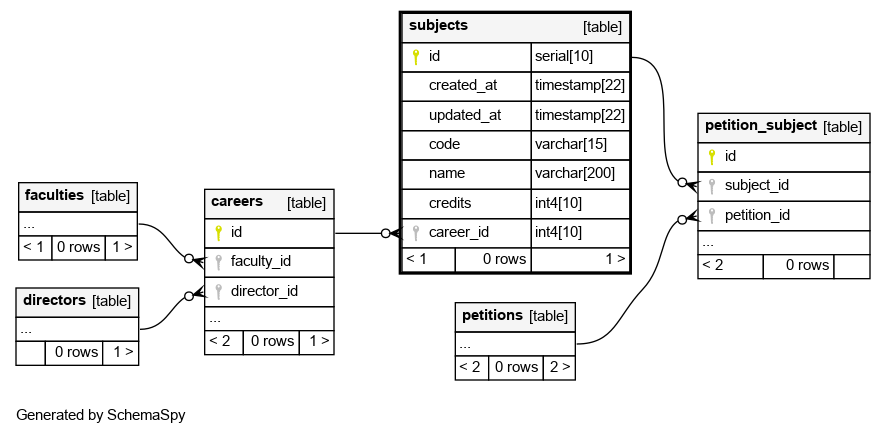 subjects [table]
id serial[10]
created_at timestamp[22]
updated_at timestamp[22]
code varchar[15]
name varchar[200]
credits int4[10]
career_id int4[10]
< 1 0 rows 1 >
petition_subject [table]
id
subject_id
petition_id
...
< 2 0 rows
faculties [table]
...
< 1 0 rows 1 >
careers [table]
id
faculty_id
director_id
...
< 2 0 rows 1 >
directors [table]
...
0 rows 1 >
petitions [table]
...
< 2 0 rows 2 >
Generated by SchemaSpy